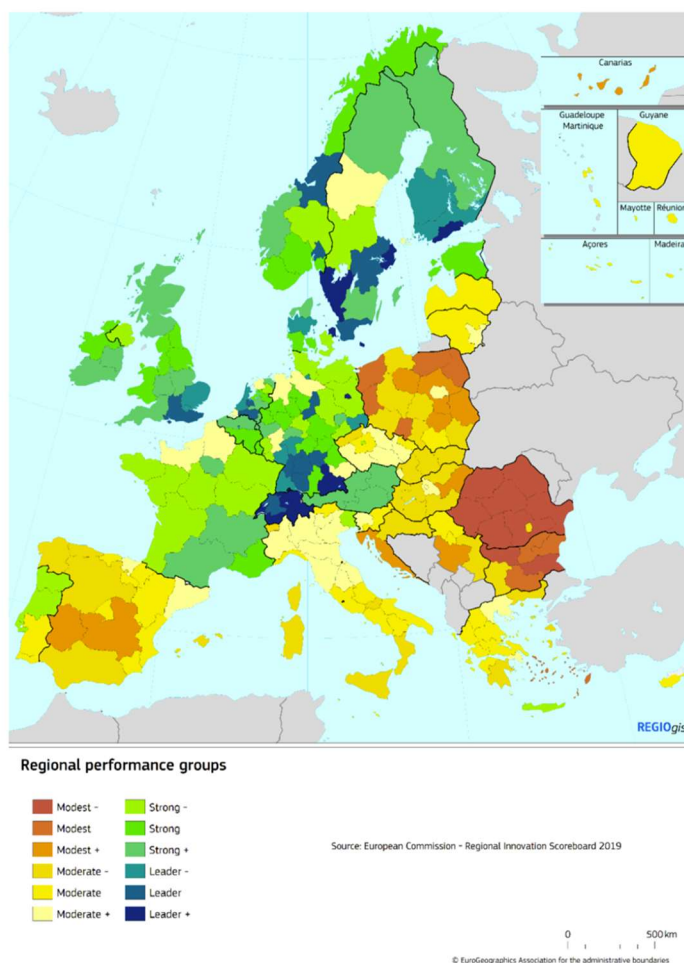 Canarias
Guadeloupe
Martinique
Guyane
Mayotte
Réunion
Açores
Madeira
REGIOgis
Regional performance groups
Modest -
Modest
Modest +
Moderate -
Moderate
Moderate +
Strong -
Strong
Strong +
Leader -
Leader
Leader +
Source: European Commission - Regional Innovation Scoreboard 2019
0 500 km
© EuroGeographics Association for the administrative boundaries